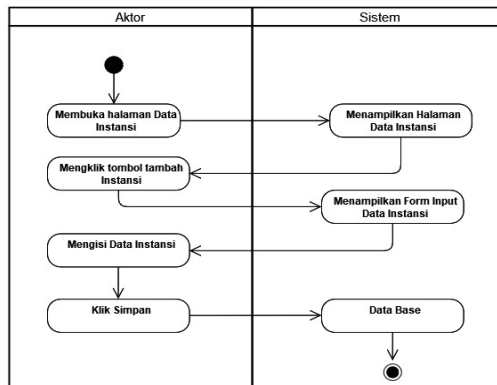 Aktor
Sistem
Membuka halaman Data
Instansi
Menampilkan Halaman
Data Instansi
Mengklik tombol tambah
Instansi
Menampilkan Form Input
Data Instansi
Mengisi Data Instansi
Klik Simpan
Data Base